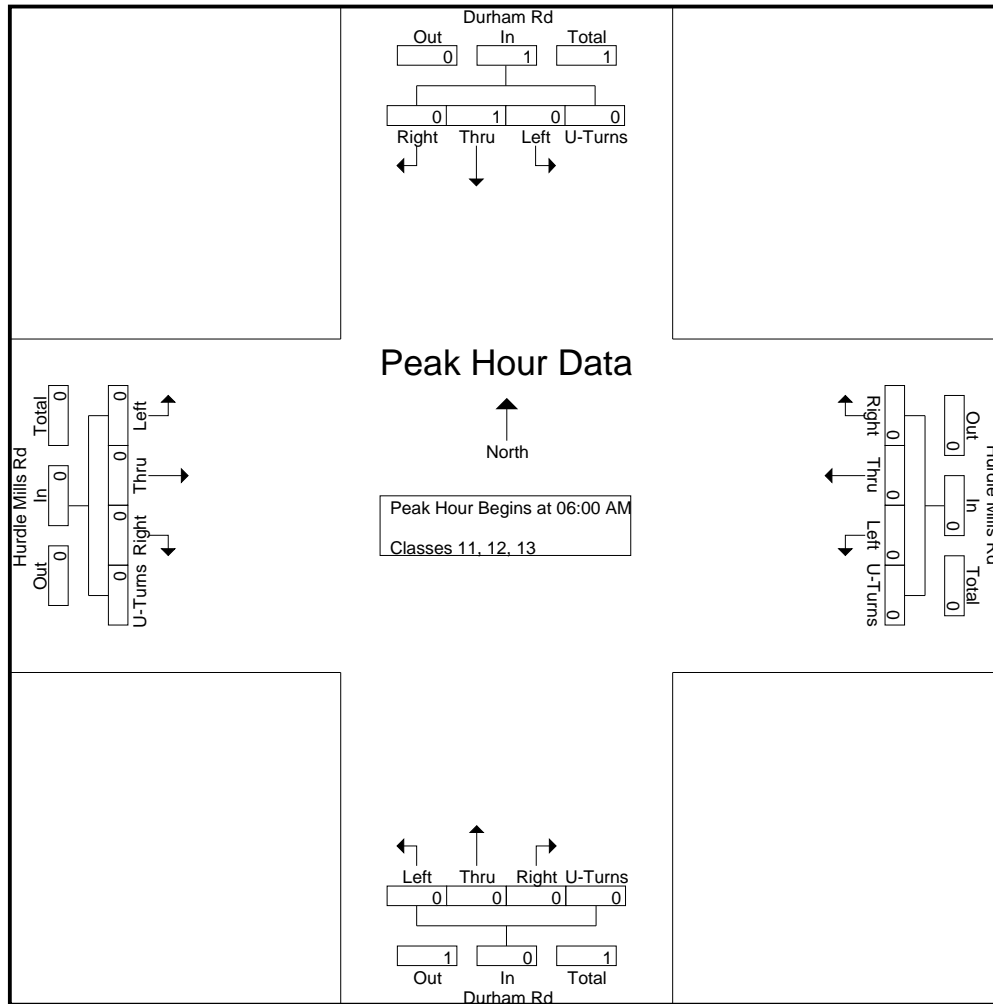 Durham Rd
Out In Total
0 1 1
0 1 0 0
Right Thru Left U-Turns
Peak Hour Data
North
Peak Hour Begins at 06:00 AM
Classes 11, 12, 13
Hurdle Mills Rd
Out In Total
0 0 0
0 0 0 0
U-Turns Right Thru Left
Hurdle Mills Rd
Out In Total
0 0 0
0 0 0 0
Right Thru Left U-Turns
Left Thru Right U-Turns
0 0 0 0
1 0 1
Out In Total
Durham Rd